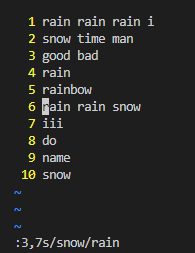 1 rain rain rain i
2 snow time man
3 good bad
4 rain
5 rainbow
6 rain rain snow
7 iii
8 do
9 name
10 snow
~
~
~
:3,7s/snow/rain